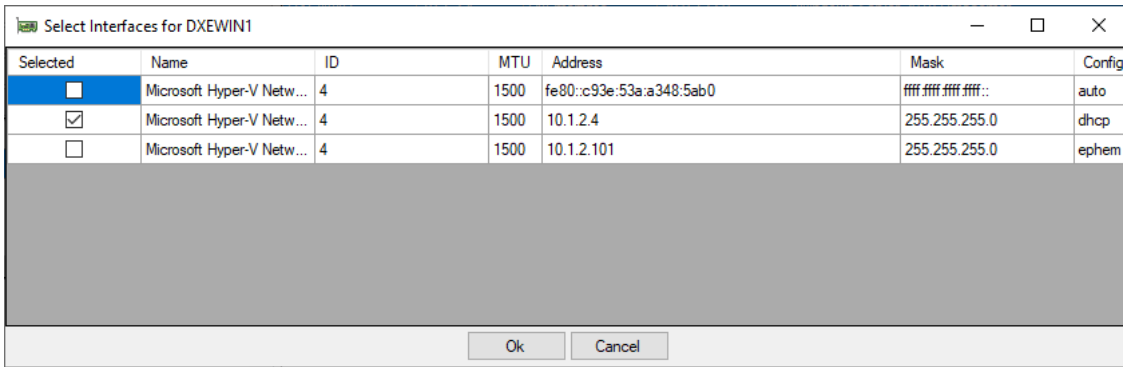 Select Interfaces for DXEWIN1
Selected Name ID MTU Address Mask Config
Microsoft Hyper-V Netw... 4 1500 fe80::c93e:53a:a348:5ab0 ffff:ffff:ffff:ffff:: auto
Microsoft Hyper-V Netw... 4 1500 10.1.2.4 255.255.255.0 dhcp
Microsoft Hyper-V Netw... 4 1500 10.1.2.101 255.255.255.0 ephem
Ok Cancel